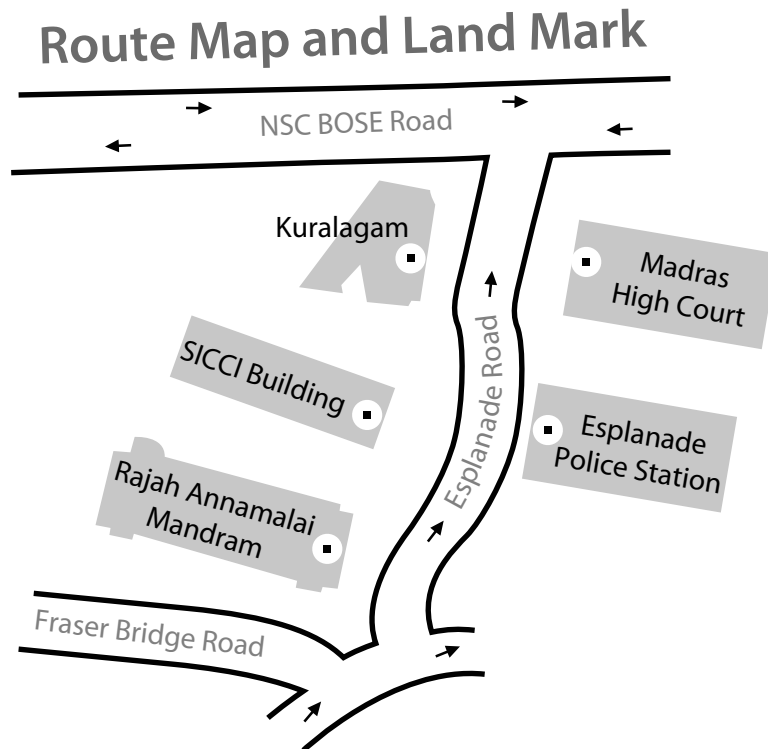 Route Map and Land Mark
NSC BOSE Road
Kuralagam
Madras
High Court
SICCI Building
Esplanade Road
Esplanade
Police Station
Rajah Annamalai
Mandram
Fraser Bridge Road